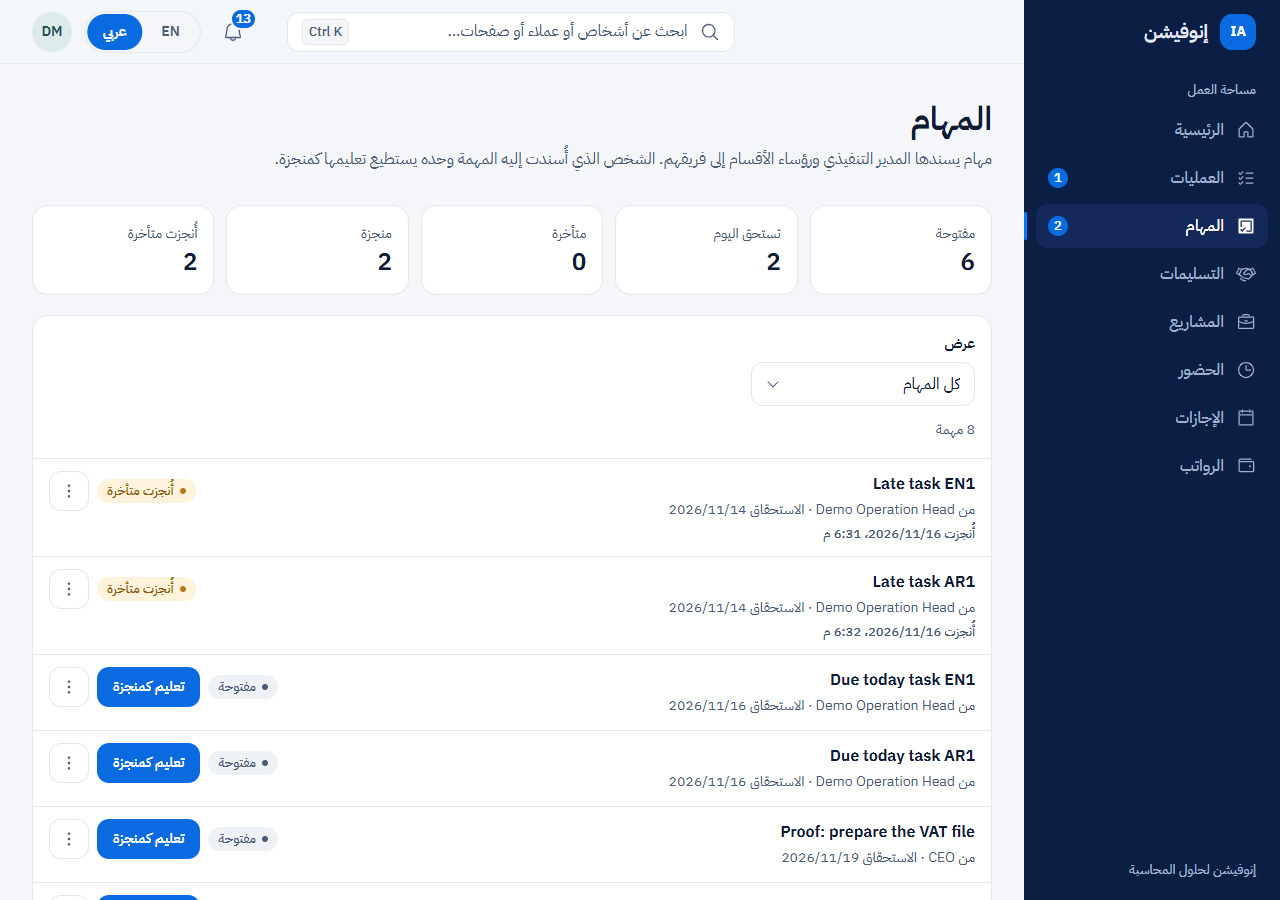 IA إنوفيشن
مساحة العمل
الرئيسية
العمليات 1
المهام 2
التسليمات
المشاريع
الحضور
الإجازات
الرواتب
إنوفيشن لحلول المحاسبة
ابحث عن أشخاص أو عملاء أو صفحات... Ctrl K
13
EN عربي
DM
المهام
مهام يسندها المدير التنفيذي ورؤساء الأقسام إلى فريقهم. الشخص الذي أُسندت إليه المهمة وحده يستطيع تعليمها كمنجزة.
مفتوحة
6
تستحق اليوم
2
متأخرة
0
منجزة
2
أُنجزت متأخرة
2
عرض
كل المهام
8 مهمة
Late task EN1
من Demo Operation Head · الاستحقاق 2026/11/14
أُنجزت 2026/11/16، 6:31 م
أُنجزت متأخرة
Late task AR1
من Demo Operation Head · الاستحقاق 2026/11/14
أُنجزت 2026/11/16، 6:32 م
أُنجزت متأخرة
Due today task EN1
من Demo Operation Head · الاستحقاق 2026/11/16
مفتوحة
تعليم كمنجزة
Due today task AR1
من Demo Operation Head · الاستحقاق 2026/11/16
مفتوحة
تعليم كمنجزة
Proof: prepare the VAT file
من CEO · الاستحقاق 2026/11/19
مفتوحة
تعليم كمنجزة